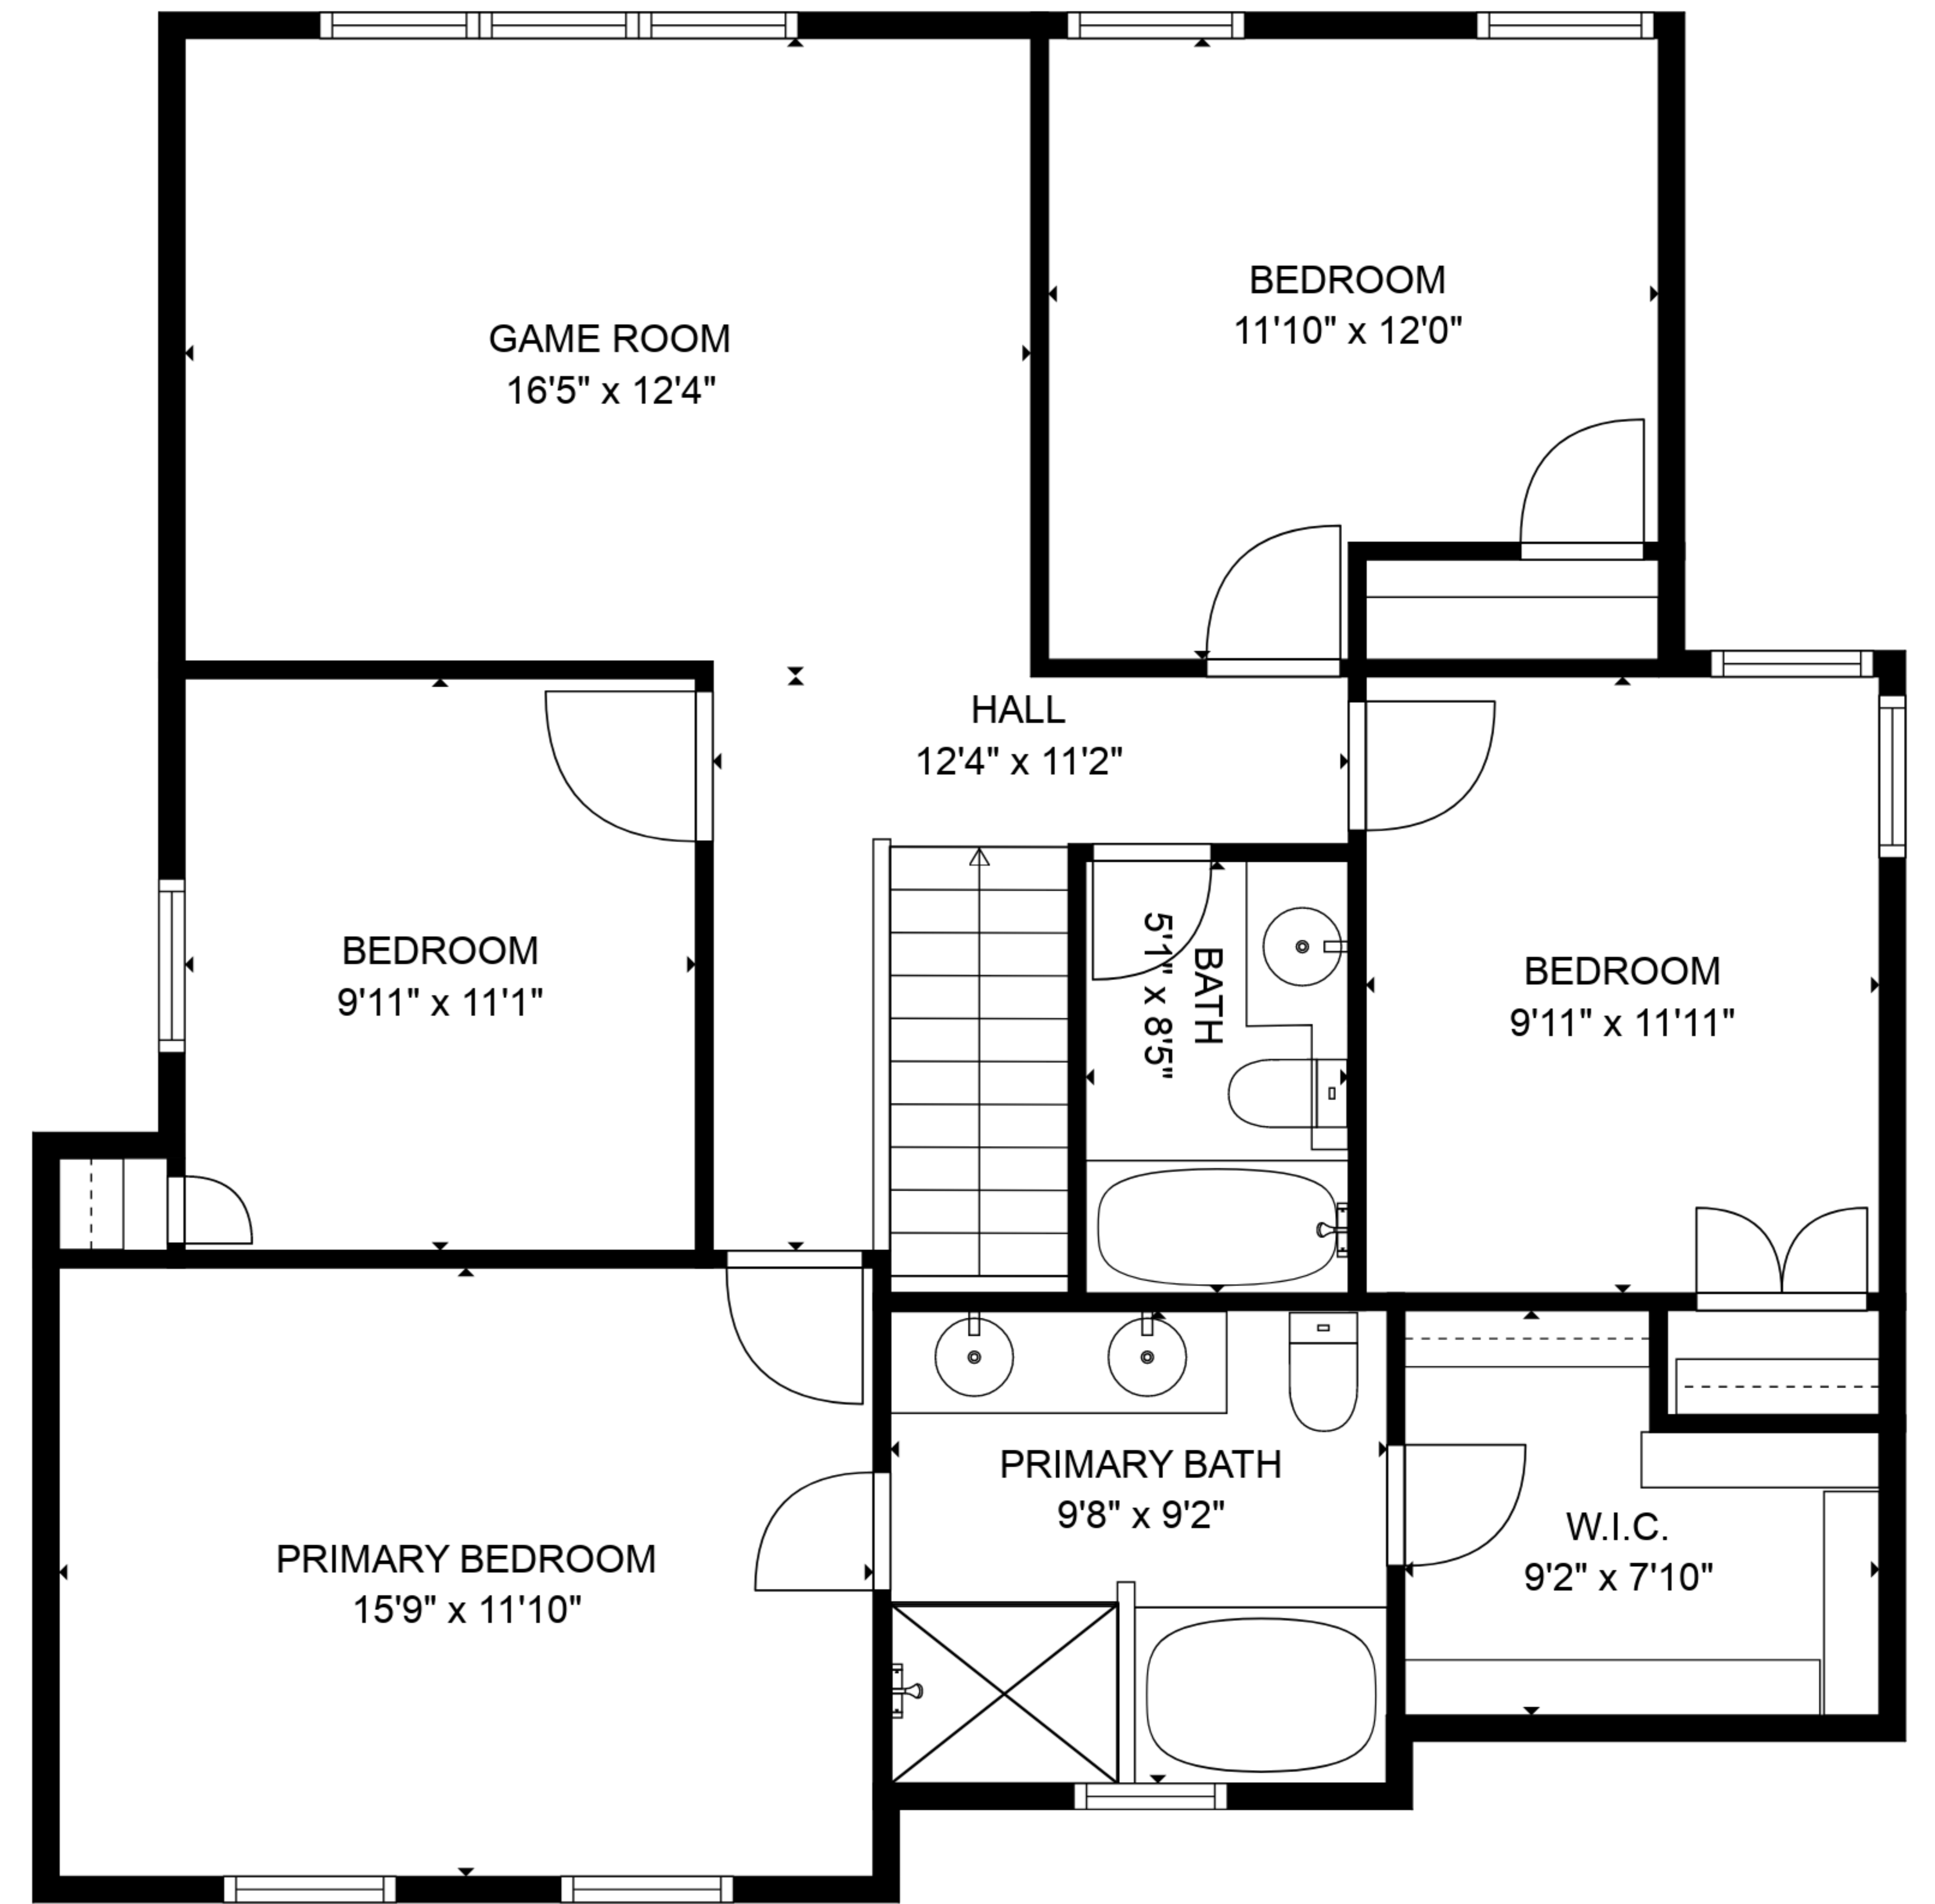 GAME ROOM
16'5" x 12'4"
BEDROOM
11'10" x 12'0"
HALL
12'4" x 11'2"
BEDROOM
9'11" x 11'1"
BATH
5'1" x 8'5"
BEDROOM
9'11" x 11'11"
PRIMARY BEDROOM
15'9" x 11'10"
PRIMARY BATH
9'8" x 9'2"
W.I.C.
9'2" x 7'10"